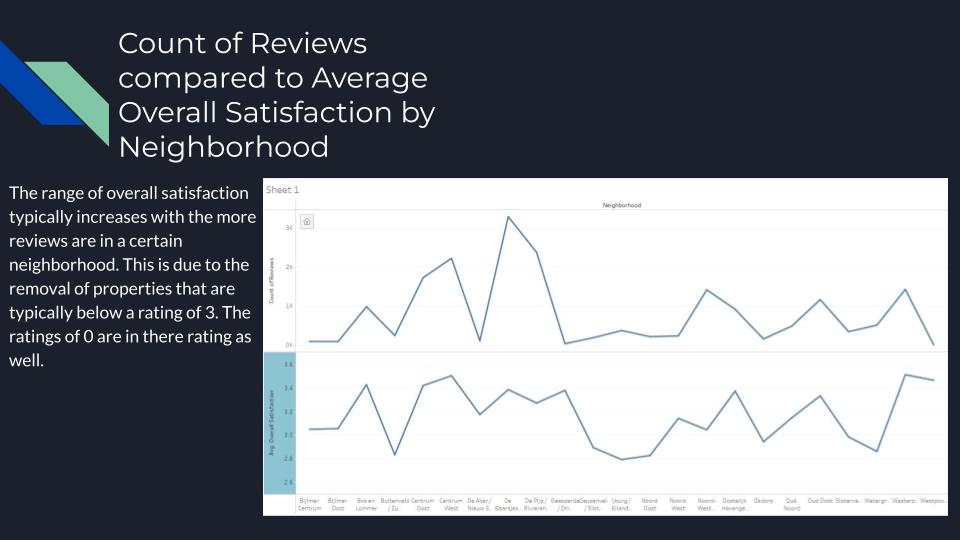 Count of Reviews
compared to Average
Overall Satisfaction by
Neighborhood
The range of overall satisfaction
typically increases with the more
reviews are in a certain
neighborhood. This is due to the
removal of properties that are
typically below a rating of 3. The
ratings of 0 are in there rating as
well.
Sheet 1
Neighborhood
Count of Reviews
3K
2K
1K
0K
Avg. Overall Satisfaction
3.6
3.4
3.2
3.0
2.8
2.6
Bijlmer Centrum
Bijlmer Oost
Bos en Lommer
Buitenveld / Zu..
Centrum Oost
Centrum West
De Aker / Nieuw S..
De Baarsjes..
De Pijp / Rivieren..
Gaasperda / Dri..
Geuzenvel- / Slot..
IJburg / Eiland..
Noord Oost
Noord West
Noord-West ..
Oostelijk Havenge..
Osdorp
Oud Noord
Oud Oost
Sloterva..
Watergr..
Westerp..
Westpoo..